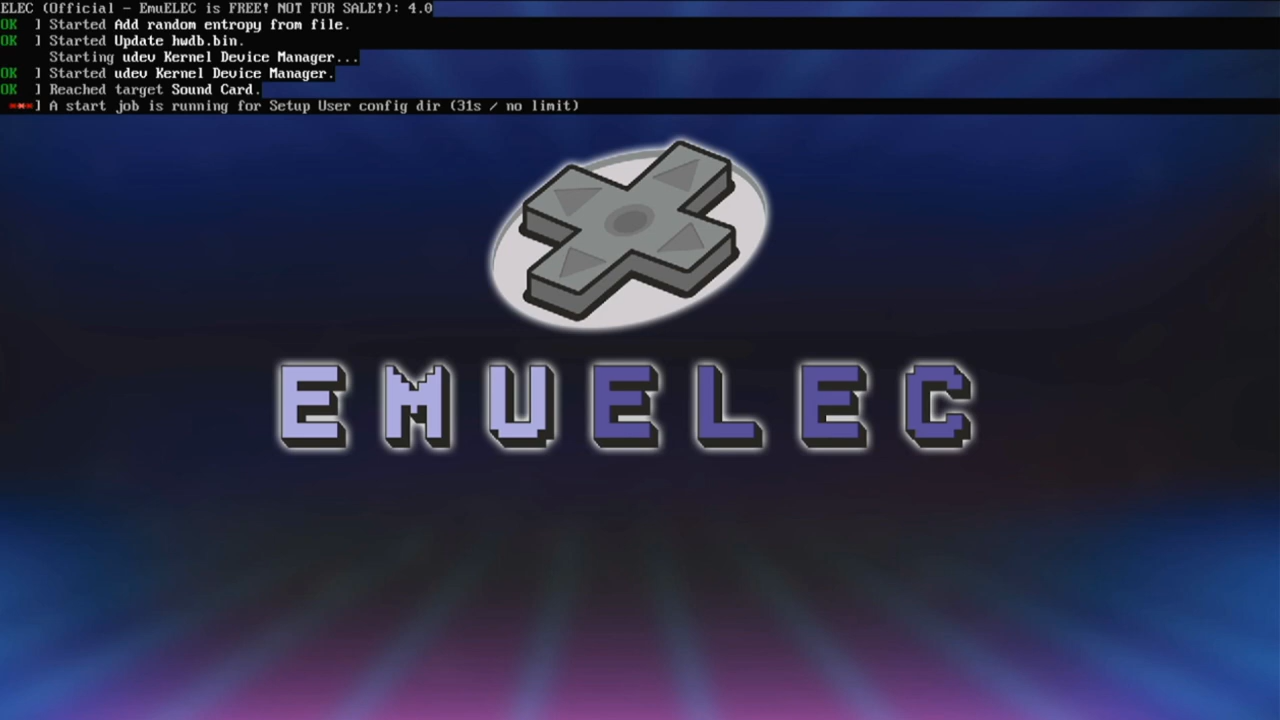 ELEC (Official - EmuELEC is FREE! NOT FOR SALE!): 4.0
OK ] Started Add random entropy from file.
OK ] Started Update hwdb.bin.
Starting udev Kernel Device Manager...
OK ] Started udev Kernel Device Manager.
OK ] Reached target Sound Card.
***] A start job is running for Setup User config dir (31s / no limit)
EMUELEC